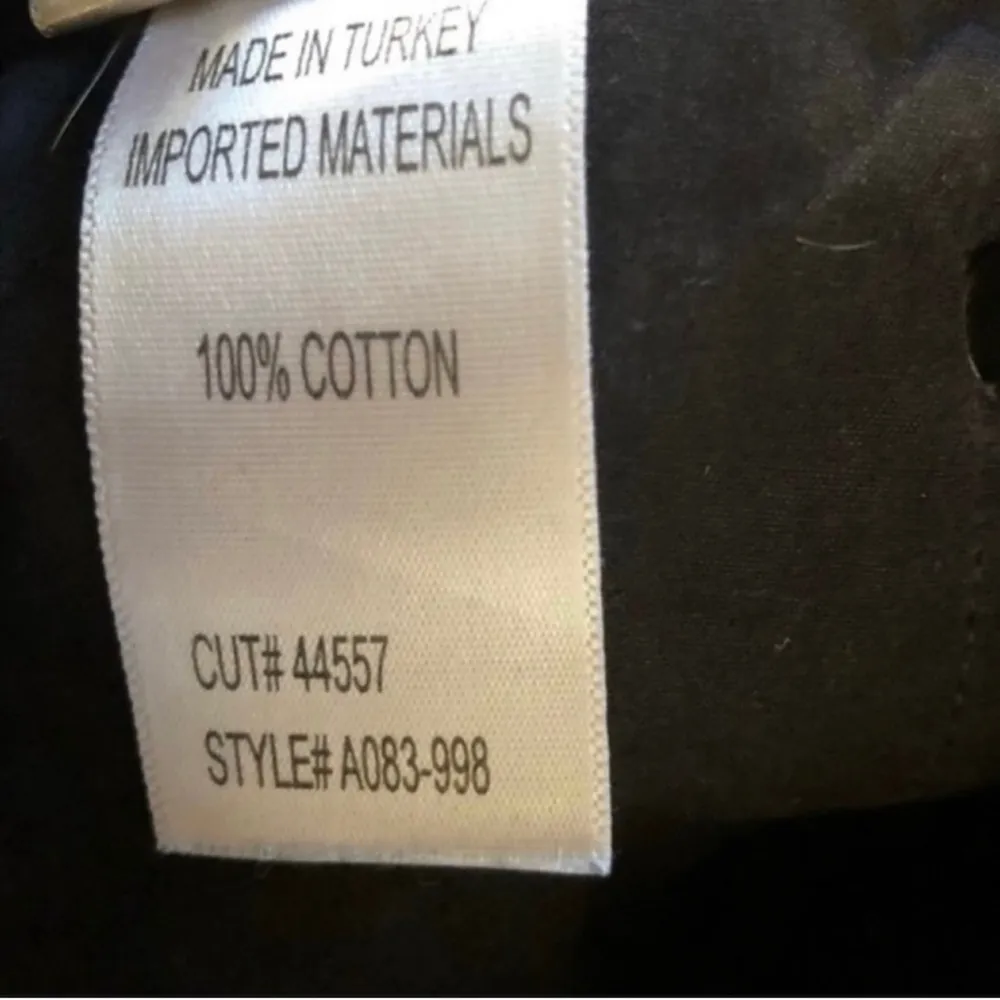 MADE IN TURKEY
IMPORTED MATERIALS
100% COTTON
CUT# 44557
STYLE# A083-998